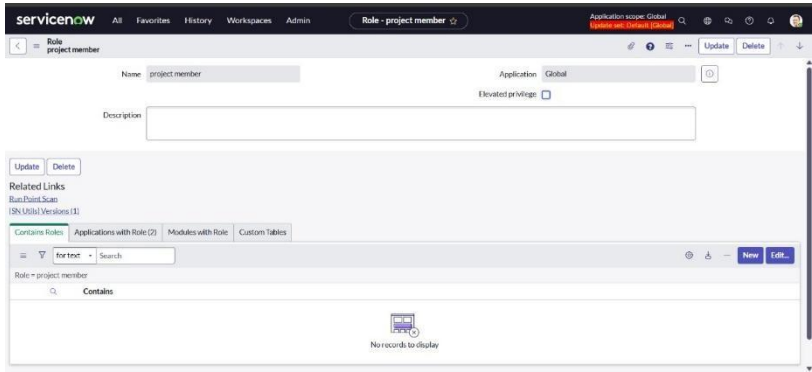 servicenow All Favorites History Workspaces Admin Role - project member Application scope: Global
Update set: Default [Global]
Role
project member
Update Delete
Name project member Application Global
Elevated privilege
Description
Update Delete
Related Links
Run Point Scan
[SN Utils] Versions (1)
Contains Roles Applications with Role (2) Modules with Role Custom Tables
for text Search New Edit...
Role = project member
Contains
No records to display